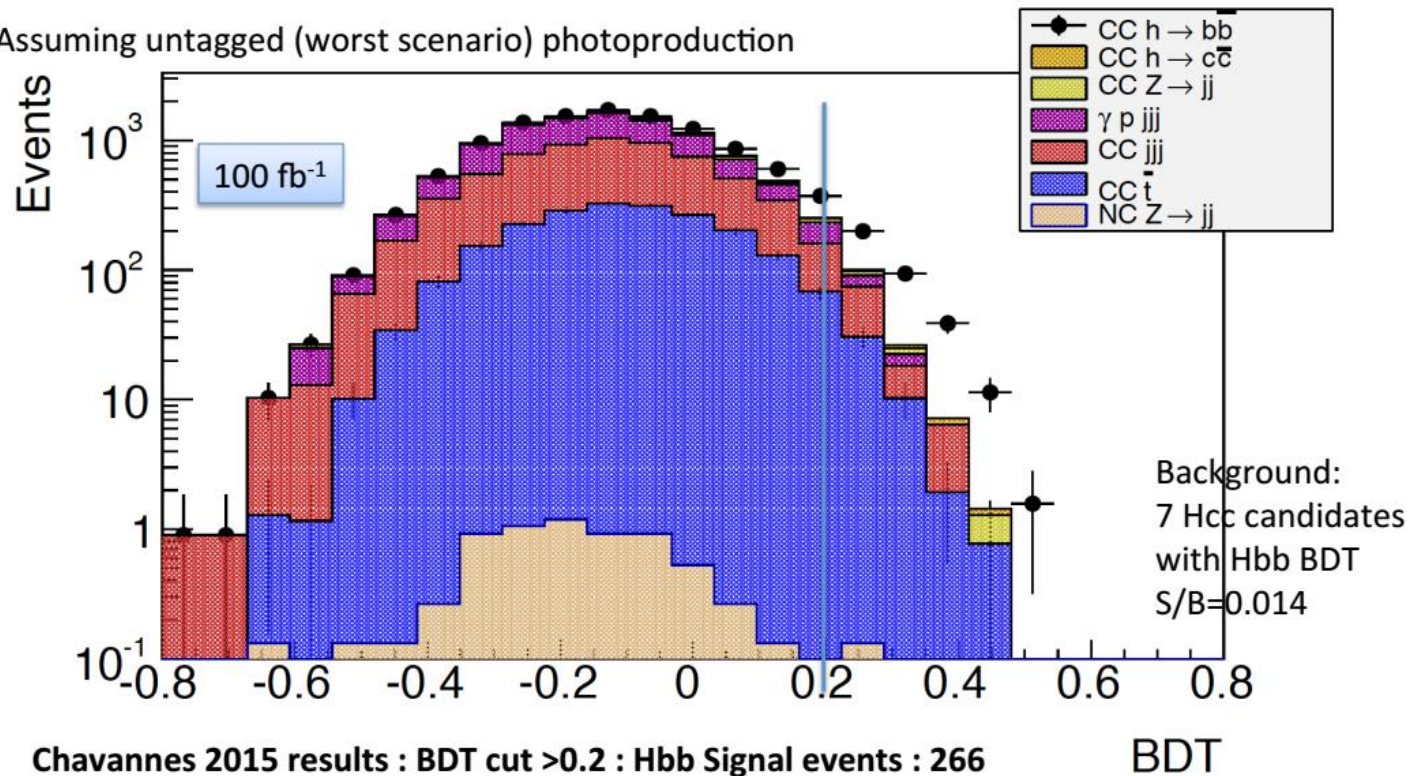 Assuming untagged (worst scenario) photoproduction
CC h → bb̅
CC h → cc̅
CC Z → jj
γ p jjj
CC jjj
CC t̅
NC Z → jj
Events
100 fb⁻¹
10³
10²
10
1
10⁻¹
-0.8 -0.6 -0.4 -0.2 0 0.2 0.4 0.6 0.8
Background:
7 Hcc candidates
with Hbb BDT
S/B=0.014
BDT
Chavannes 2015 results : BDT cut >0.2 : Hbb Signal events : 266